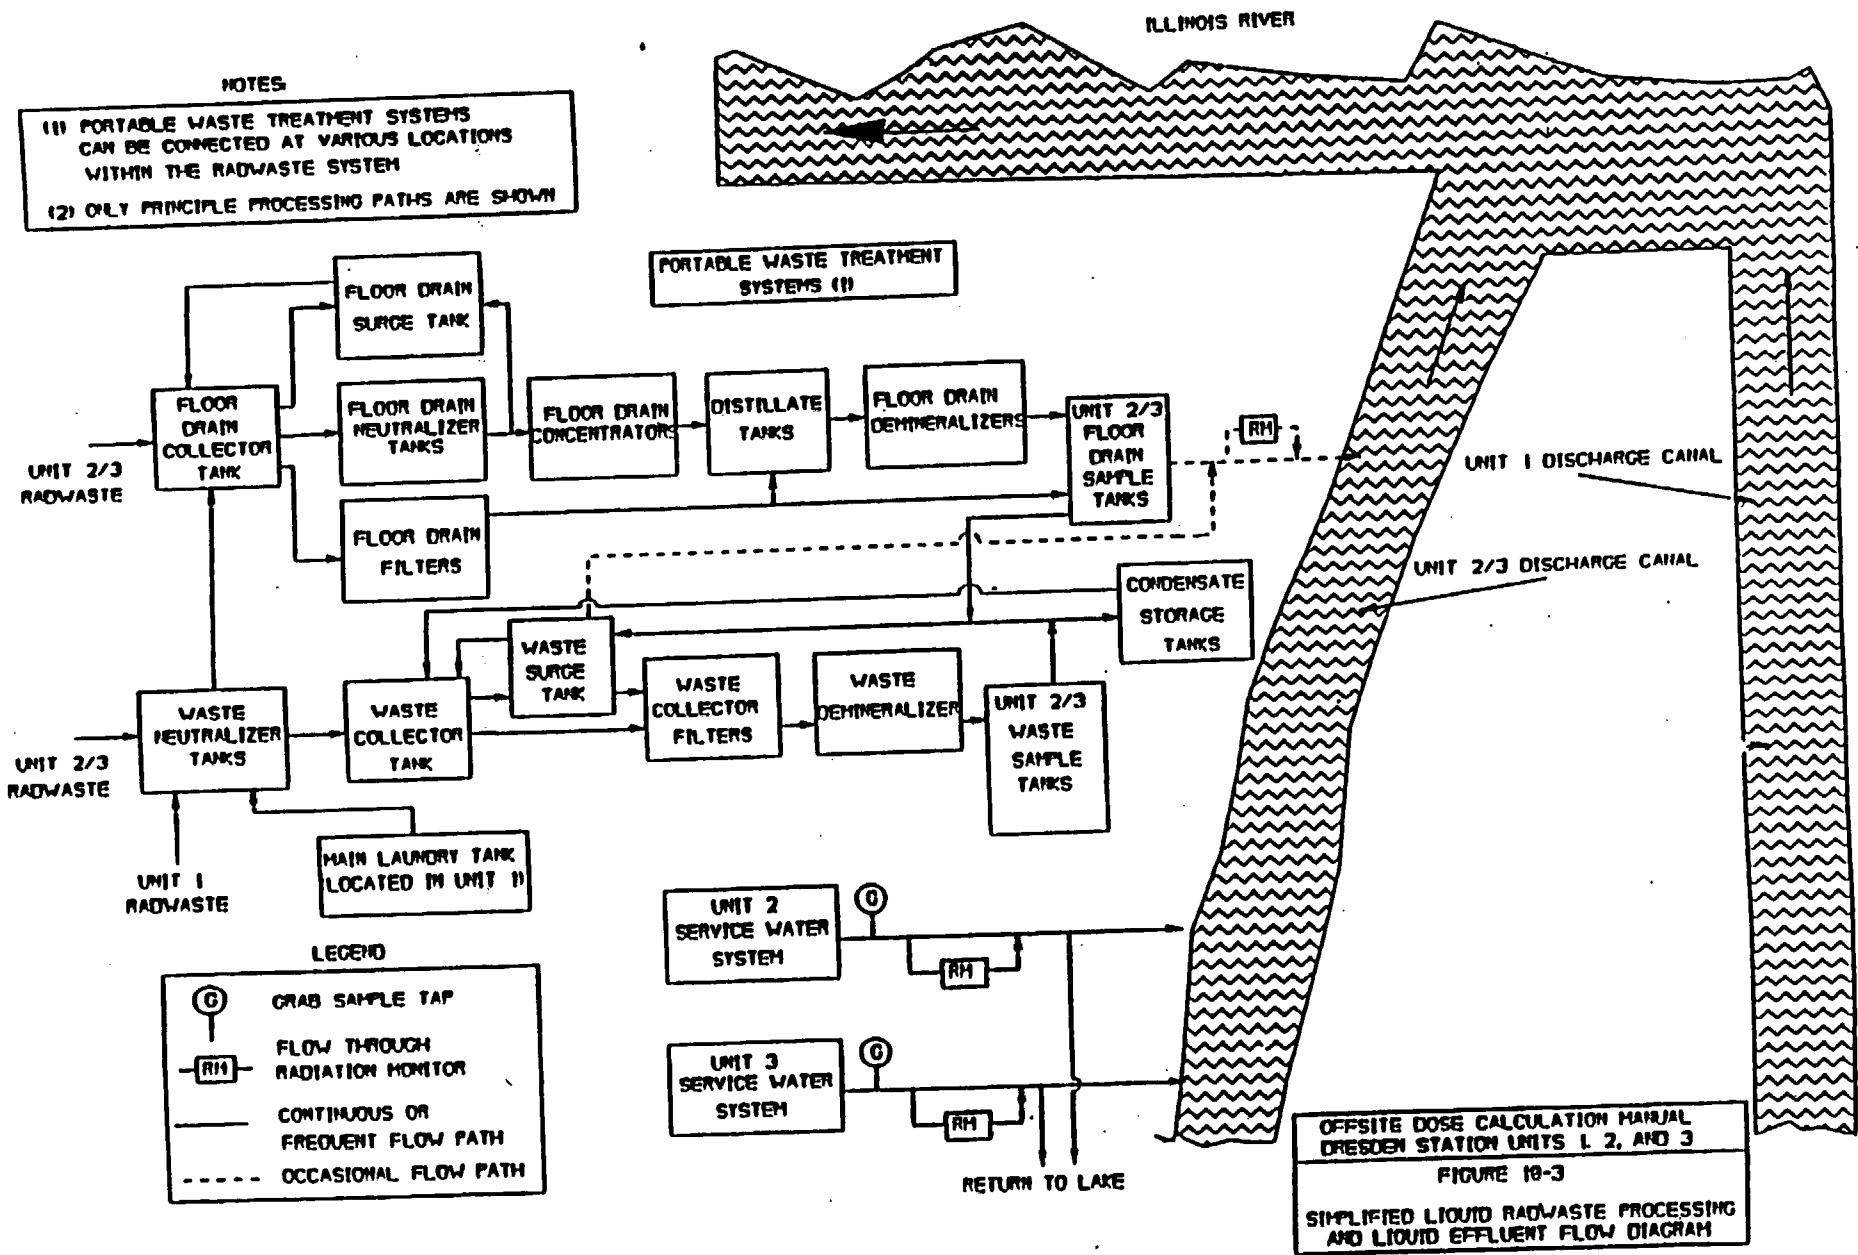 ILLINOIS RIVER
NOTES:
(1) PORTABLE WASTE TREATMENT SYSTEMS
CAN BE CONNECTED AT VARIOUS LOCATIONS
WITHIN THE RADWASTE SYSTEM
(2) ONLY PRINCIPLE PROCESSING PATHS ARE SHOWN
PORTABLE WASTE TREATMENT
SYSTEMS (1)
FLOOR DRAIN
SURGE TANK
FLOOR
DRAIN
COLLECTOR
TANK
FLOOR DRAIN
NEUTRALIZER
TANKS
FLOOR DRAIN
CONCENTRATORS
DISTILLATE
TANKS
FLOOR DRAIN
DEMINERALIZERS
UNIT 2/3
FLOOR
DRAIN
SAMPLE
TANKS
RM
UNIT 2/3
RADWASTE
FLOOR DRAIN
FILTERS
UNIT 1 DISCHARGE CANAL
UNIT 2/3 DISCHARGE CANAL
CONDENSATE
STORAGE
TANKS
WASTE
SURGE
TANK
WASTE
NEUTRALIZER
TANKS
WASTE
COLLECTOR
TANK
WASTE
COLLECTOR
FILTERS
WASTE
DEMINERALIZER
UNIT 2/3
WASTE
SAMPLE
TANKS
UNIT 2/3
RADWASTE
UNIT 1
RADWASTE
MAIN LAUNDRY TANK
LOCATED IN UNIT 1)
UNIT 2
SERVICE WATER
SYSTEM
G
RM
UNIT 3
SERVICE WATER
SYSTEM
G
RM
RETURN TO LAKE
LEGEND
G
GRAB SAMPLE TAP
RM
FLOW THROUGH
RADIATION MONITOR
CONTINUOUS OR
FREQUENT FLOW PATH
OCCASIONAL FLOW PATH
OFFSITE DOSE CALCULATION MANUAL
DRESDEN STATION UNITS 1, 2, AND 3
FIGURE 10-3
SIMPLIFIED LIQUID RADWASTE PROCESSING
AND LIQUID EFFLUENT FLOW DIAGRAM